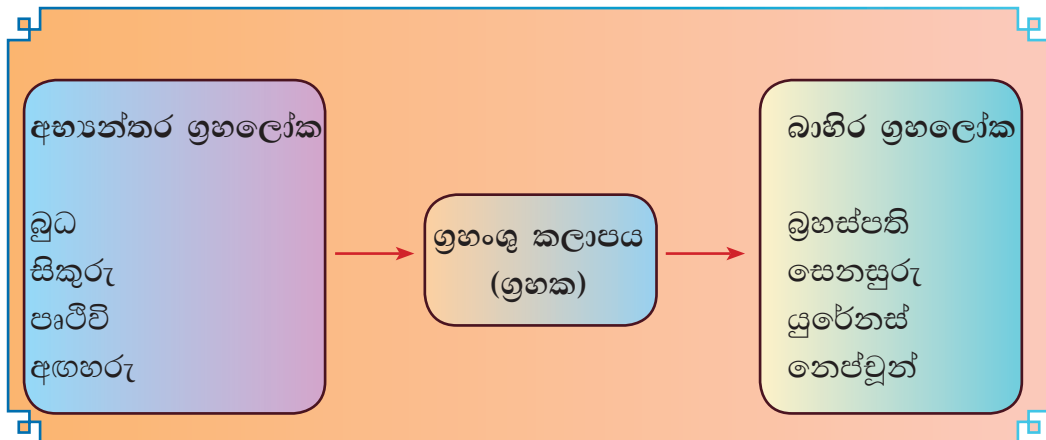 අභ්‍යන්තර ග්‍රහලෝක
බුධ
සිකුරු
පෘථිවි
අඟහරු
ග්‍රහංශු කලාපය
(ග්‍රහක)
බාහිර ග්‍රහලෝක
බ්‍රහස්පති
සෙනසුරු
යුරේනස්
නෙප්චූන්